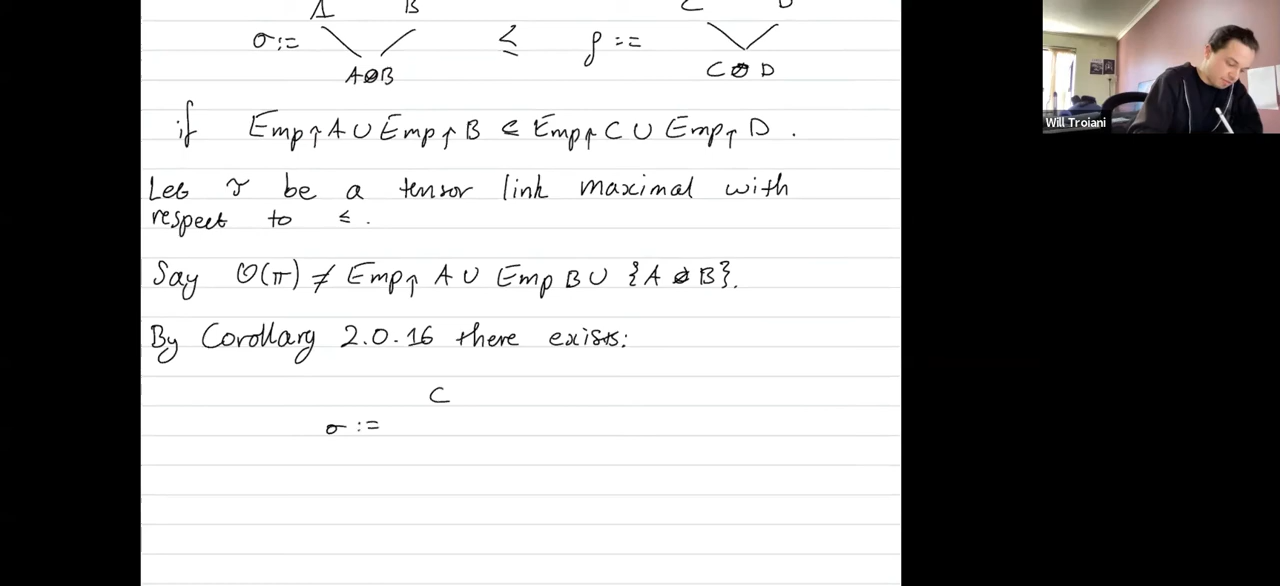 A B C D
σ := A⊗B ≤ ρ := C⊗D
if Emp↑A ∪ Emp↑B ⊆ Emp↑C ∪ Emp↑D .
Let τ be a tensor link maximal with
respect to ≤ .
Say O(π) ≠ Emp↑ A ∪ Emp B ∪ {A ⊗ B}.
By Corollary 2.0.16 there exists:
C
σ :=
Will Troiani